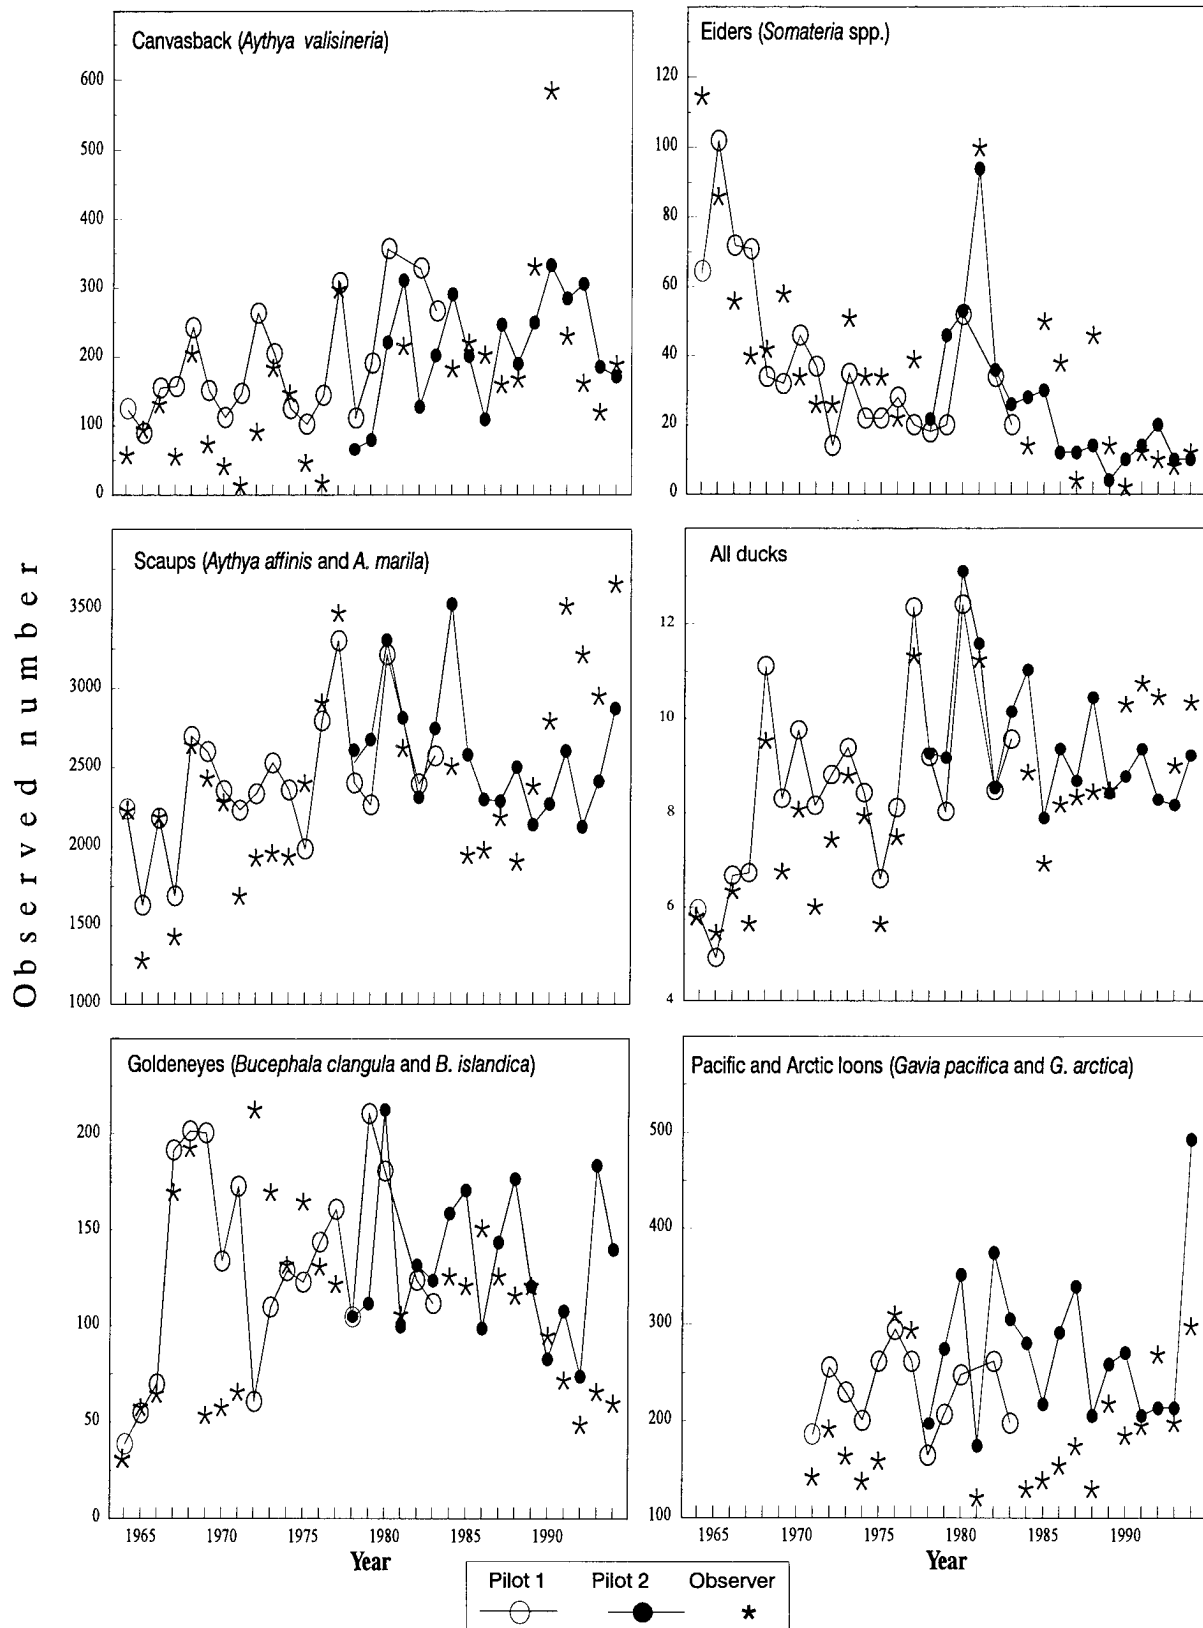 Observed number
Canvasback (Aythya valisineria)
600
500
400
300
200
100
0
Eiders (Somateria spp.)
120
100
80
60
40
20
0
Scaups (Aythya affinis and A. marila)
3500
3000
2500
2000
1500
1000
All ducks
12
10
8
6
4
Goldeneyes (Bucephala clangula and B. islandica)
200
150
100
50
0
1965 1970 1975 1980 1985 1990
Year
Pacific and Arctic loons (Gavia pacifica and G. arctica)
500
400
300
200
100
1965 1970 1975 1980 1985 1990
Year
Pilot 1 Pilot 2 Observer